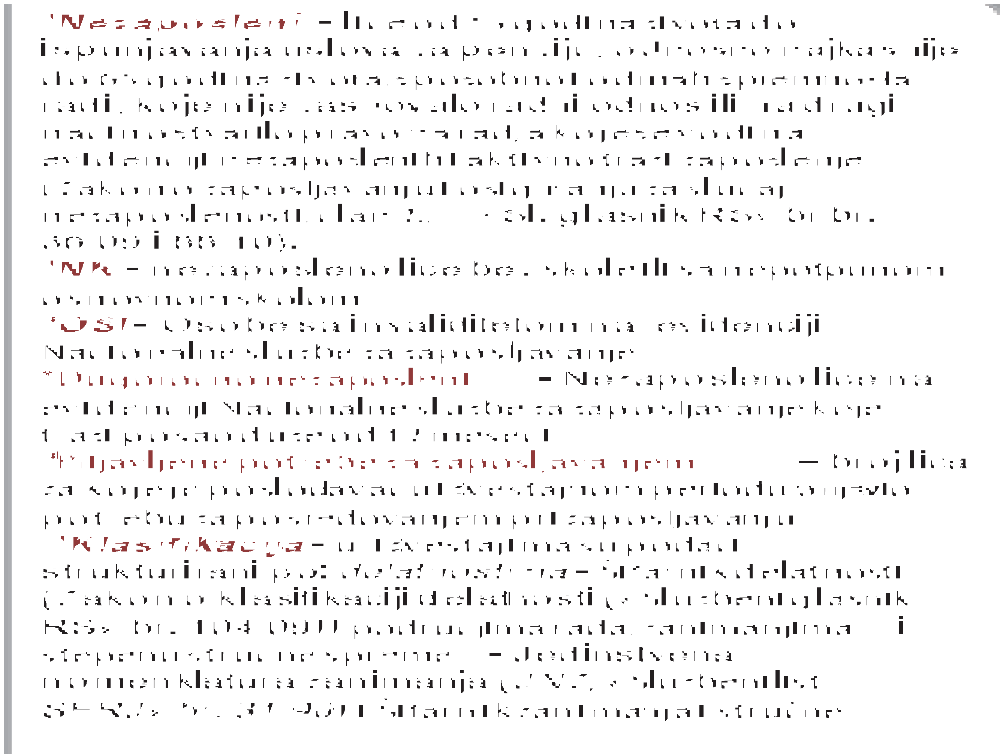 *Nezaposleni – lice od 15 godina života do
ispunjavanja uslova za penziju, odnosno najkasnije
do 65 godina života, sposobno i odmah spremno da
radi, koje nije zasnovalo radni odnos ili na drugi
način ostvarilo pravo na rad, a koje se vodi na
evidenciji nezaposlenih i aktivno traži zaposlenje
(Zakon o zapošljavanju i osiguranju za slučaj
nezaposlenosti, član 2, «Sl. glasnik RS» br br.
36/09 i 88/10).
*NK – nezaposleno lice bez škole ili sa nepotpunom
osnovnom školom
*OSI – Osobe sa invaliditetom na evidenciji
Nacionalne službe za zapošljavanje
*Dugoročno nezaposleni – Nezaposleno lice na
evidenciji Nacionalne službe za zapošljavanje koje
traži posao duže od 12 meseci
*Prijavljene potrebe za zapošljavanjem — broj lica
za koje je poslodavac u izveštajnom periodu prijavio
potrebu za posredovanjem pri zapošljavanju
*Klasifikacije – u izveštajima su podaci
strukturirani po: delatnostima – Šifarnik delatnosti
(Zakon o klasifikaciji delatnosti («Službeni glasnik
RS» br. 104/09)) područjima rada, zanimanjima i
stepenu stručne spreme – Jedinstvena
nomenklatura zanimanja (JNZ, «Službeni list
SFRJ» br. 31/90) i Šifarnik zanimanja i stručne